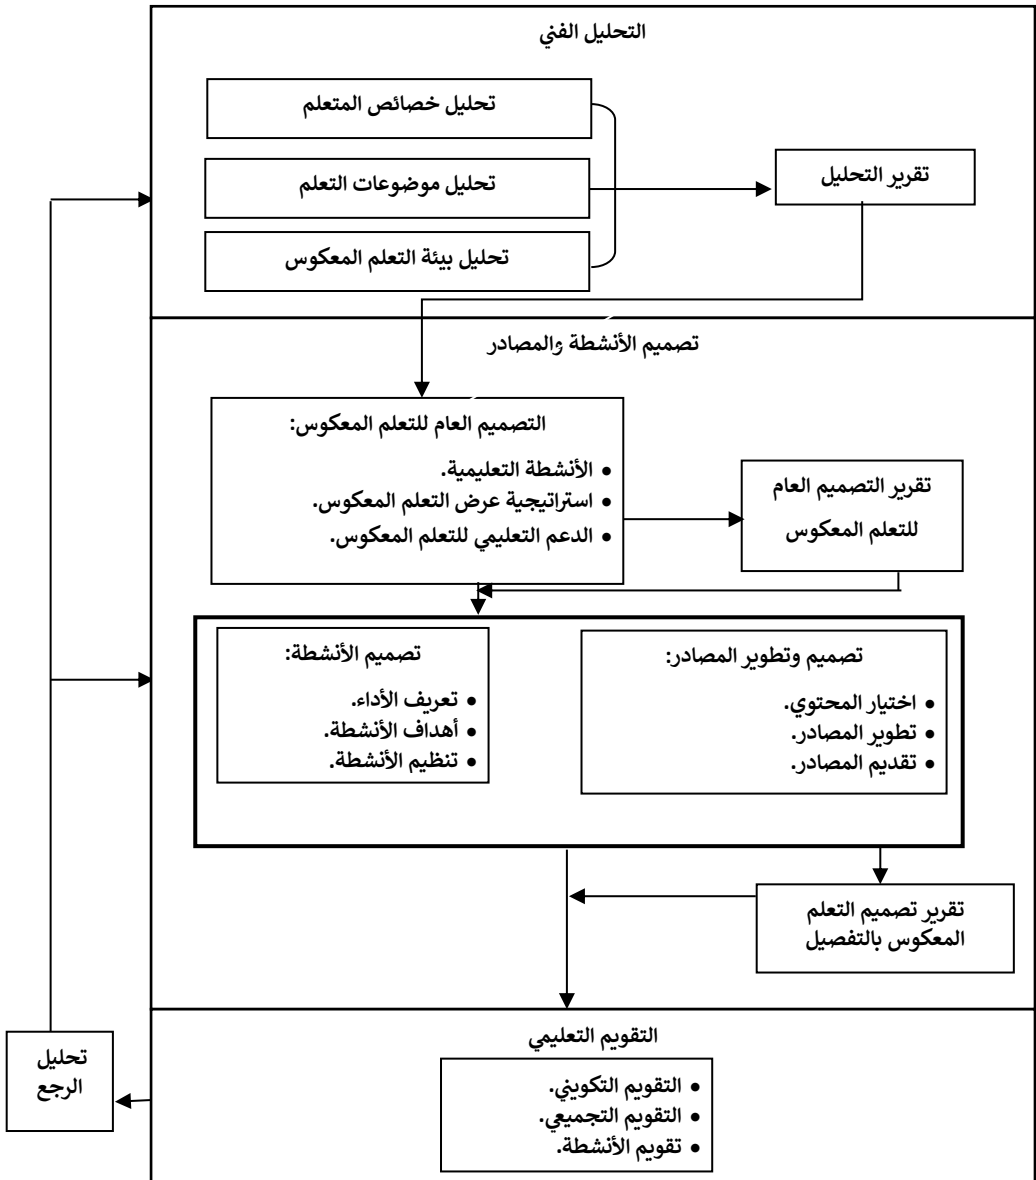 التحليل الفني
تحليل خصائص المتعلم
تحليل موضوعات التعلم
تحليل بيئة التعلم المعكوس
تقرير التحليل
تصميم الأنشطة والمصادر
التصميم العام للتعلم المعكوس:
• الأنشطة التعليمية.
• استراتيجية عرض التعلم المعكوس.
• الدعم التعليمي للتعلم المعكوس.
تقرير التصميم العام
للتعلم المعكوس
تصميم وتطوير المصادر:
• اختيار المحتوي.
• تطوير المصادر.
• تقديم المصادر.
تصميم الأنشطة:
• تعريف الأداء.
• أهداف الأنشطة.
• تنظيم الأنشطة.
تقرير تصميم التعلم
المعكوس بالتفصيل
التقويم التعليمي
• التقويم التكويني.
• التقويم التجميعي.
• تقويم الأنشطة.
تحليل
الرجع